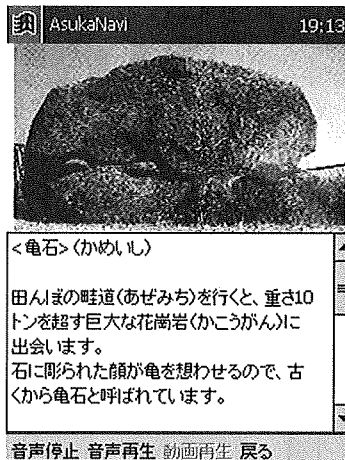 AsukaNavi 19:13
<亀石>(かめいし)
田んぼの畦道(あぜみち)を行くと、重さ10
トンを超す巨大な花崗岩(かこうがん)に
出会います。
石に彫られた顔が亀を想わせるので、古
くから亀石と呼ばれています。
音声停止 音声再生 動画再生 戻る